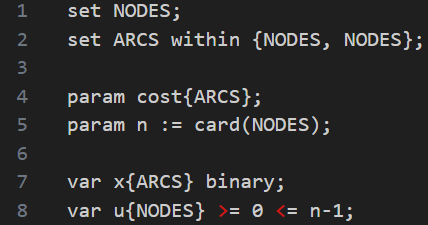 1 set NODES;
2 set ARCS within {NODES, NODES};
3
4 param cost{ARCS};
5 param n := card(NODES);
6
7 var x{ARCS} binary;
8 var u{NODES} >= 0 <= n-1;